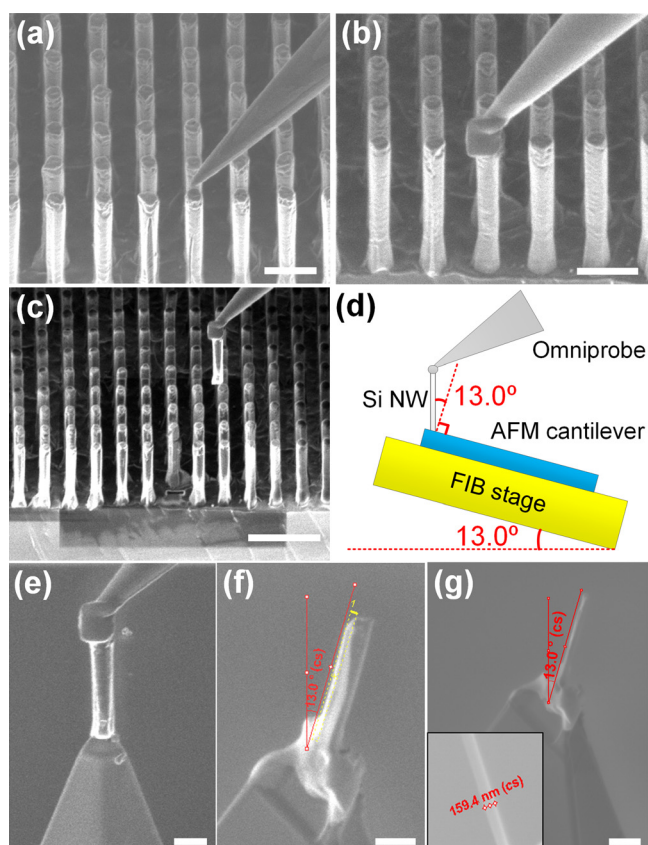 (a)
(b)
(c)
(d)
Omniprobe
Si NW
13.0º
AFM cantilever
FIB stage
13.0º
(e)
(f)
1
13.0 º (cs)
(g)
13.0 º (cs)
159.4 nm (cs)